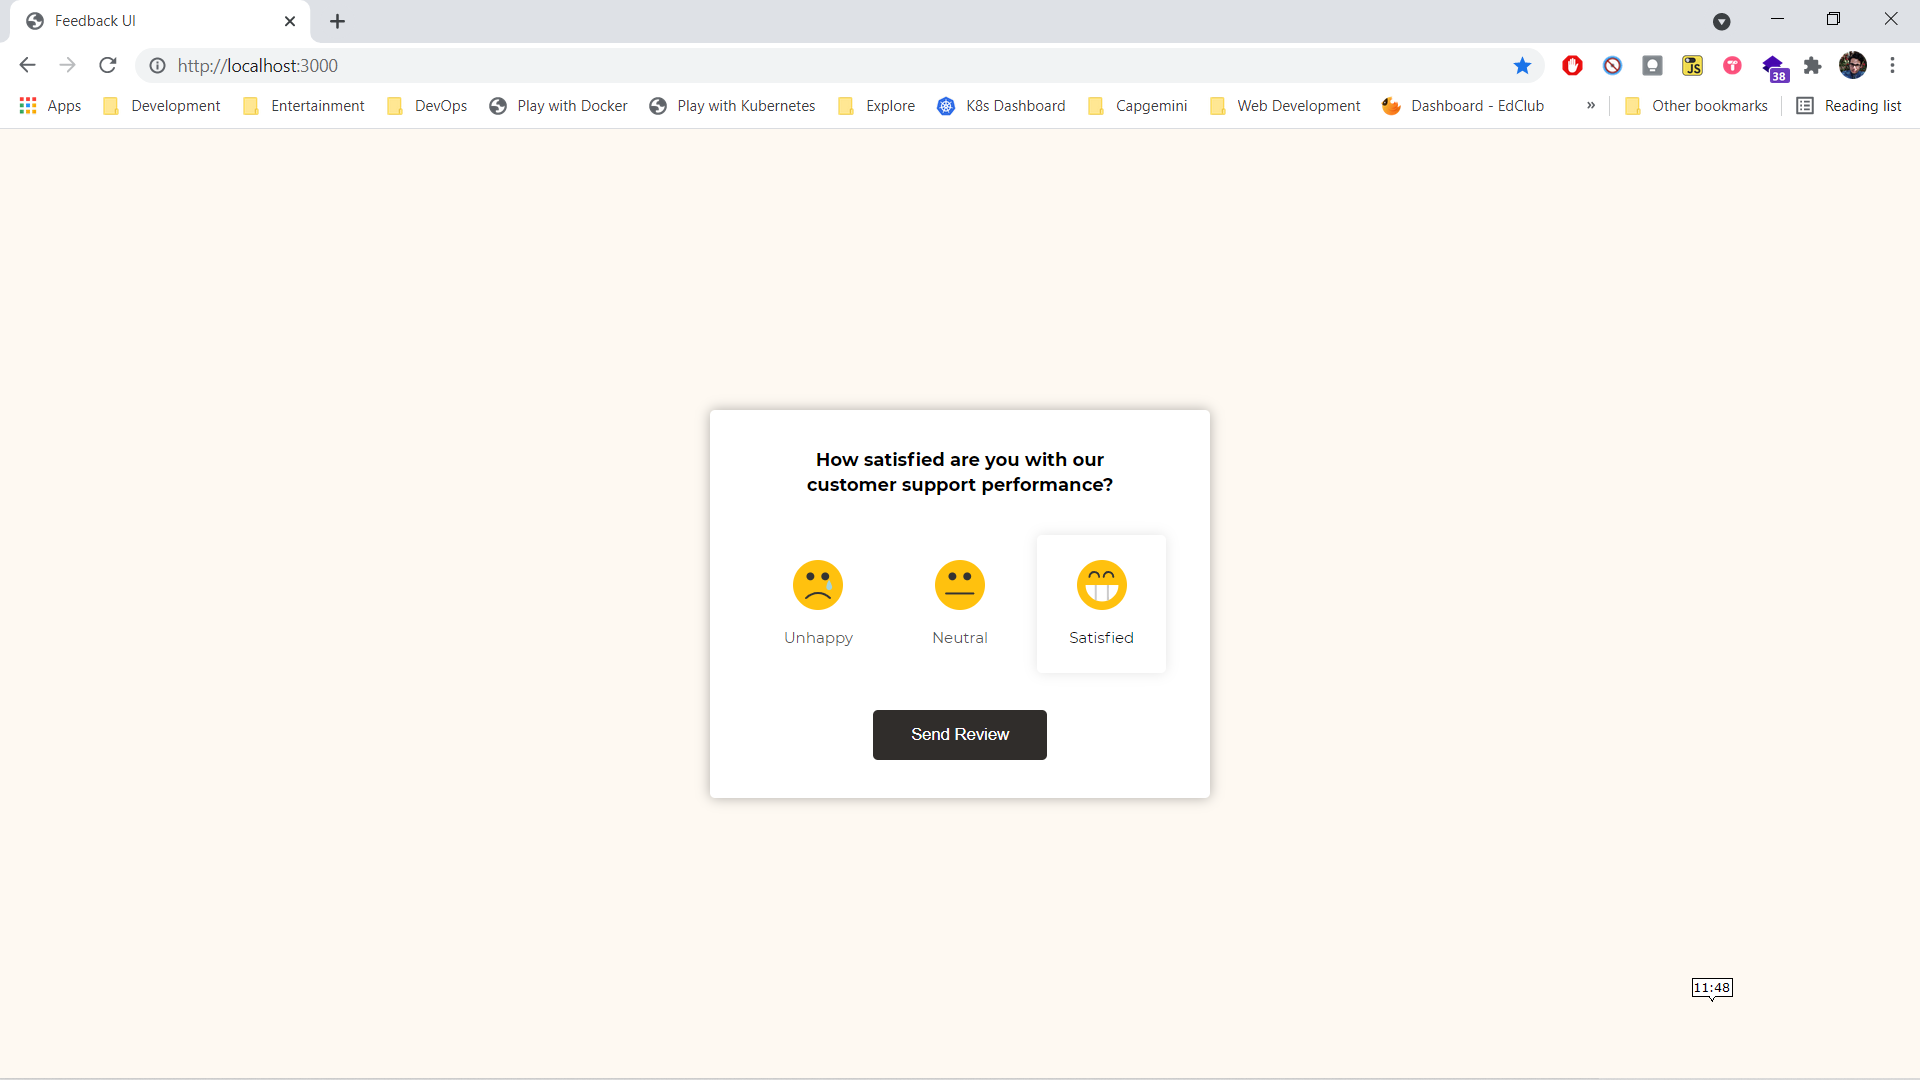 Feedback UI
http://localhost:3000
JS
38
Apps
Development
Entertainment
DevOps
Play with Docker
Play with Kubernetes
Explore
K8s Dashboard
Capgemini
Web Development
Dashboard - EdClub
»
Other bookmarks
Reading list
How satisfied are you with our
customer support performance?
Unhappy
Neutral
Satisfied
Send Review
11:48